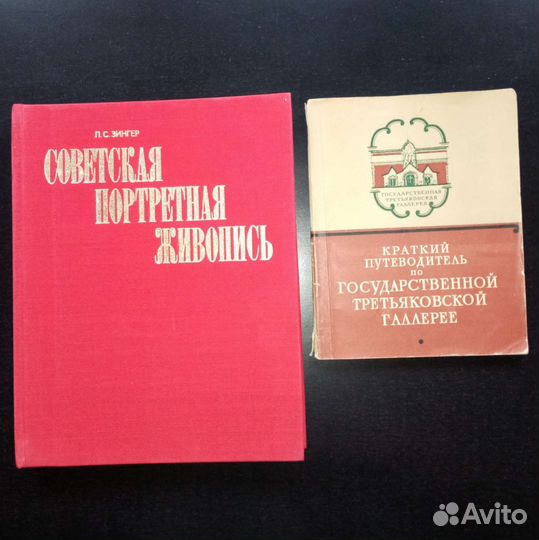 Л.С. ЗИНГЕР
СОВЕТСКАЯ
ПОРТРЕТНАЯ
ЖИВОПИСЬ
ГОСУДАРСТВЕННАЯ
ТРЕТЬЯКОВСКАЯ
ГАЛЛЕРЕЯ
КРАТКИЙ
ПУТЕВОДИТЕЛЬ
по
ГОСУДАРСТВЕННОЙ
ТРЕТЬЯКОВСКОЙ
ГАЛЛЕРЕЕ
Avito